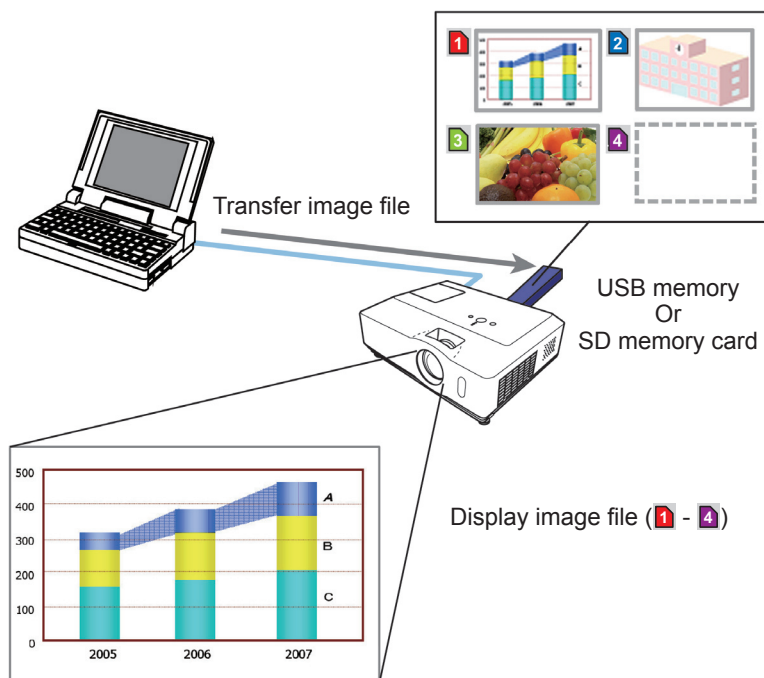 1
2
3
4
Transfer image file
USB memory
Or
SD memory card
Display image file (1 - 4)
500
400
300
200
100
0
A
B
C
2005
2006
2007